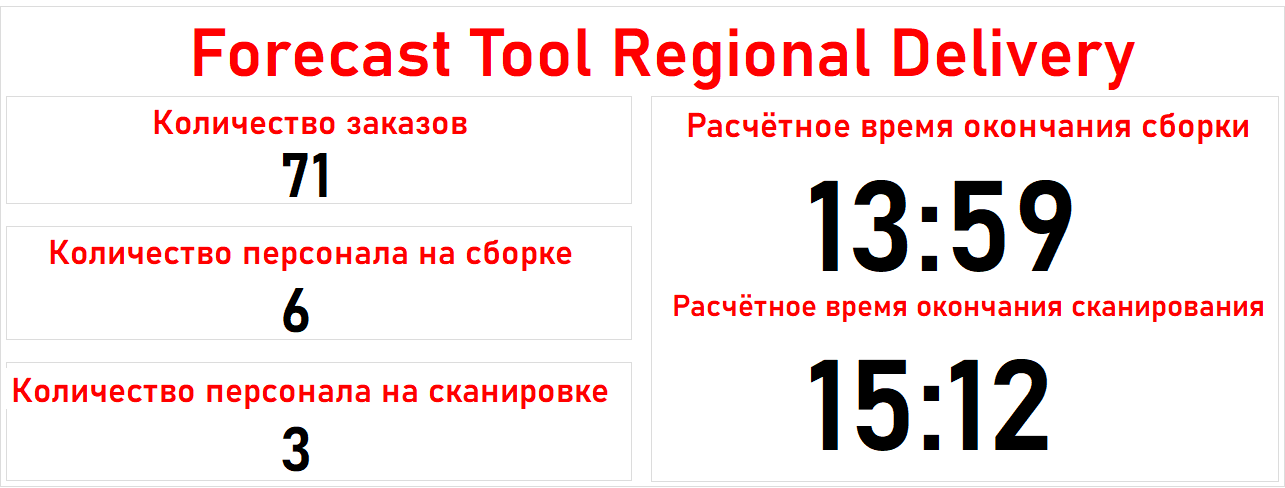 Forecast Tool Regional Delivery
Количество заказов
71
Количество персонала на сборке
6
Количество персонала на сканировке
3
Расчётное время окончания сборки
13:59
Расчётное время окончания сканирования
15:12